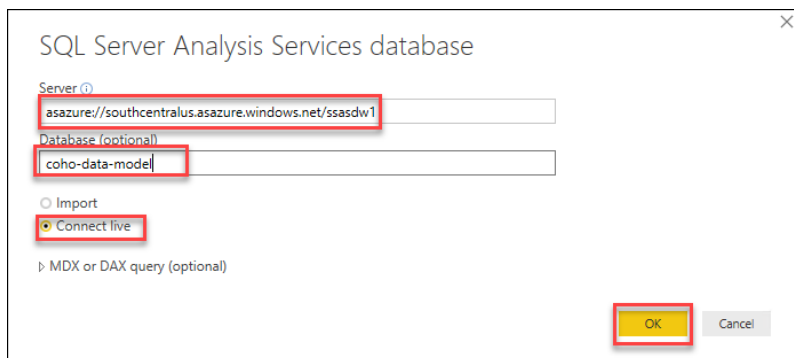 SQL Server Analysis Services database
Server
asazure://southcentralus.asazure.windows.net/ssasdw1
Database (optional)
coho-data-model
Import
Connect live
MDX or DAX query (optional)
OK Cancel